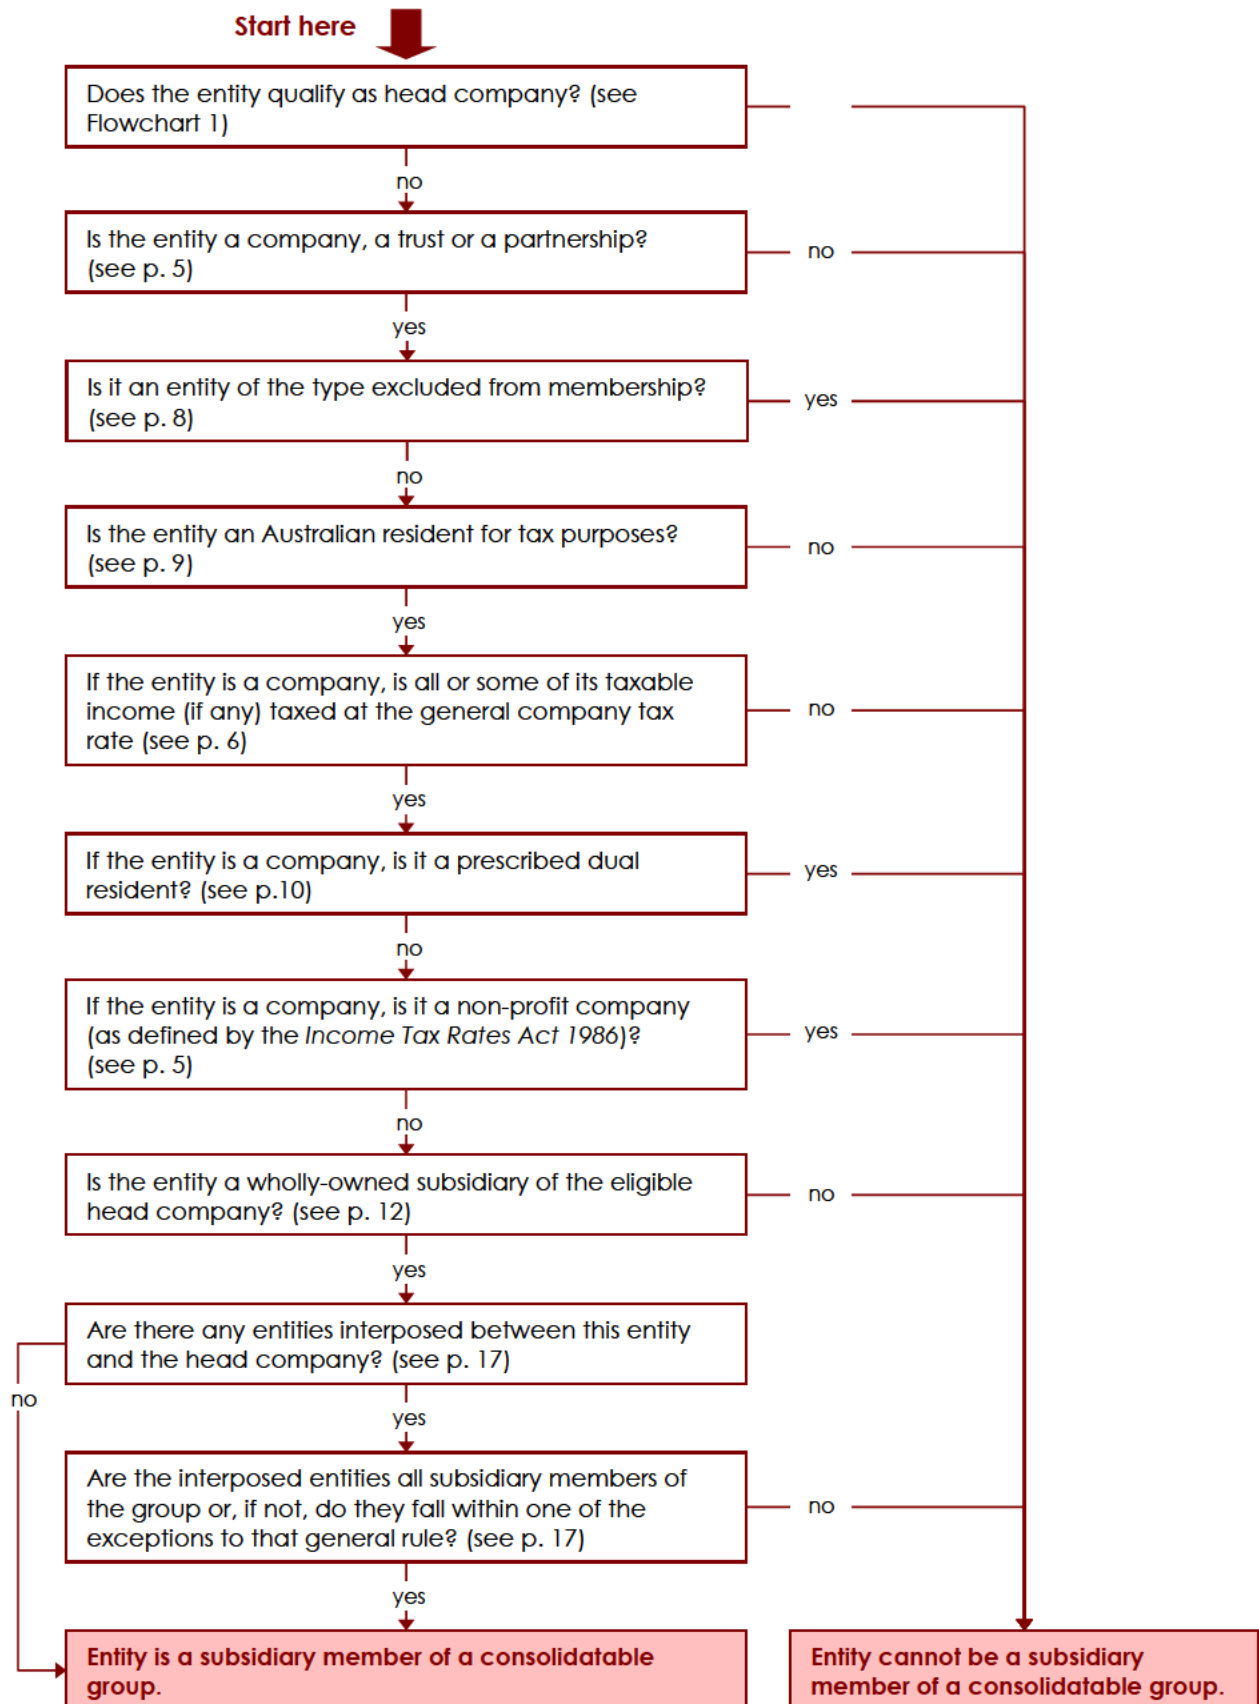 Start here
Does the entity qualify as head company? (see
Flowchart 1)
no
Is the entity a company, a trust or a partnership?
(see p. 5)
no
yes
Is it an entity of the type excluded from membership?
(see p. 8)
yes
no
Is the entity an Australian resident for tax purposes?
(see p. 9)
no
yes
If the entity is a company, is all or some of its taxable
income (if any) taxed at the general company tax
rate (see p. 6)
no
yes
If the entity is a company, is it a prescribed dual
resident? (see p.10)
yes
no
If the entity is a company, is it a non-profit company
(as defined by the Income Tax Rates Act 1986)?
(see p. 5)
yes
no
Is the entity a wholly-owned subsidiary of the eligible
head company? (see p. 12)
no
yes
Are there any entities interposed between this entity
and the head company? (see p. 17)
no
yes
Are the interposed entities all subsidiary members of
the group or, if not, do they fall within one of the
exceptions to that general rule? (see p. 17)
no
yes
Entity is a subsidiary member of a consolidatable
group.
Entity cannot be a subsidiary
member of a consolidatable group.